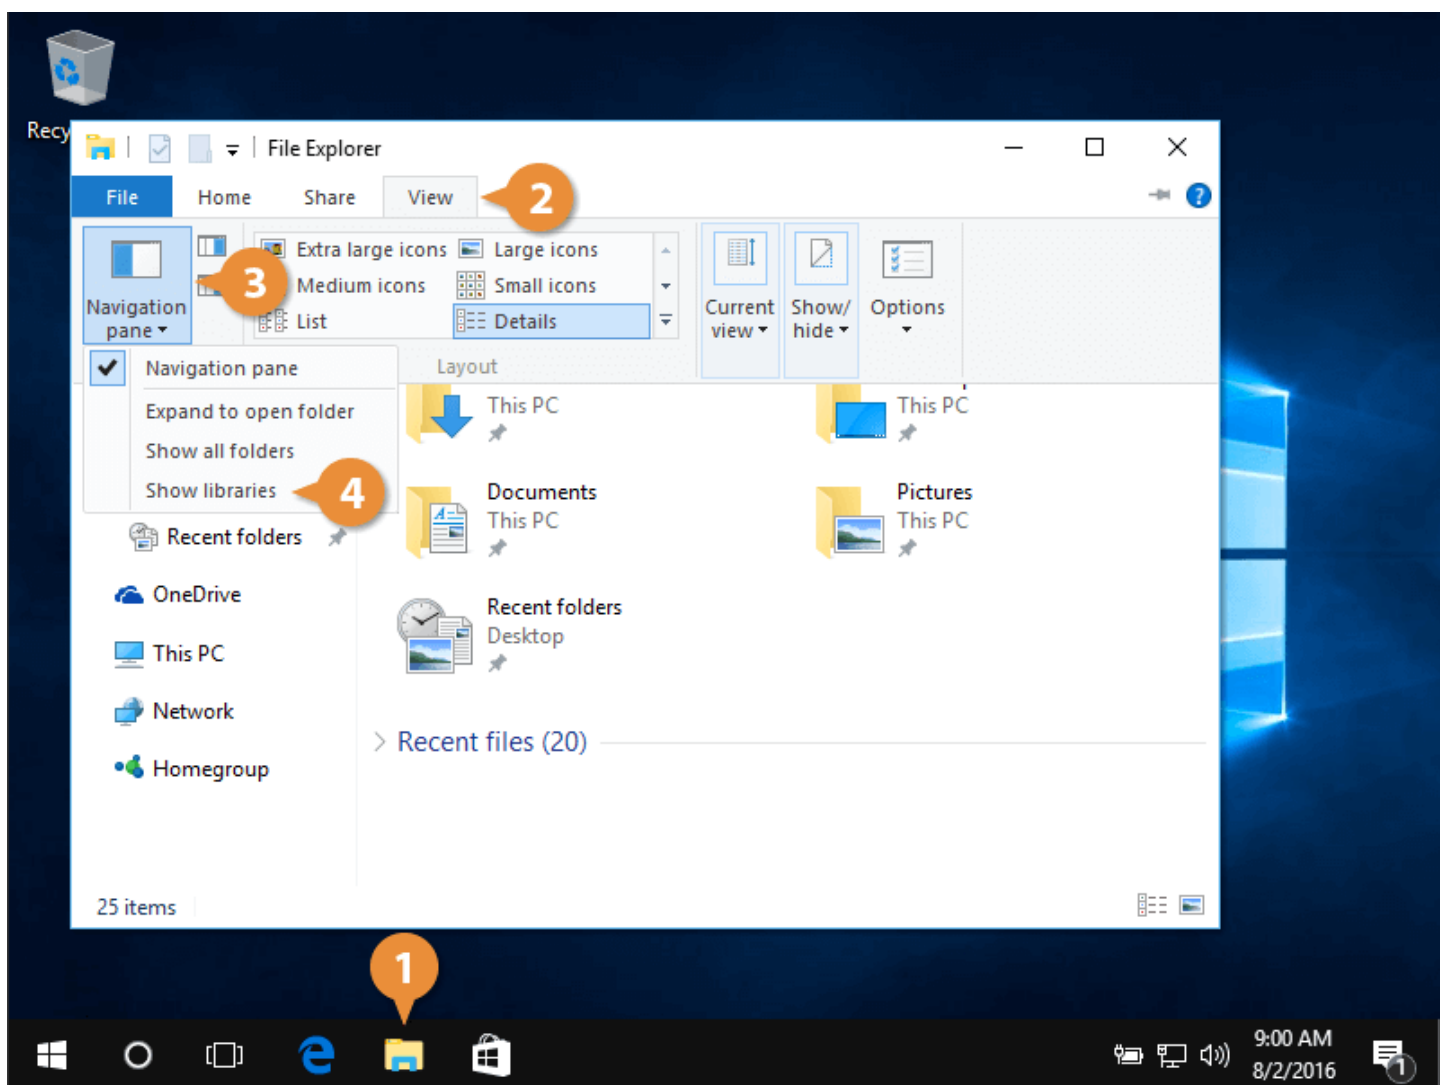 Recy
File Explorer
File Home Share View 2
3
Extra large icons Large icons
Medium icons Small icons
List Details
Navigation
pane
Current
view
Show/
hide
Options
Layout
Navigation pane
Expand to open folder
Show all folders
Show libraries 4
This PC
This PC
Documents
This PC
Pictures
This PC
Recent folders
Recent folders
Desktop
OneDrive
This PC
Network
Homegroup
Recent files (20)
25 items
1
9:00 AM
8/2/2016
1